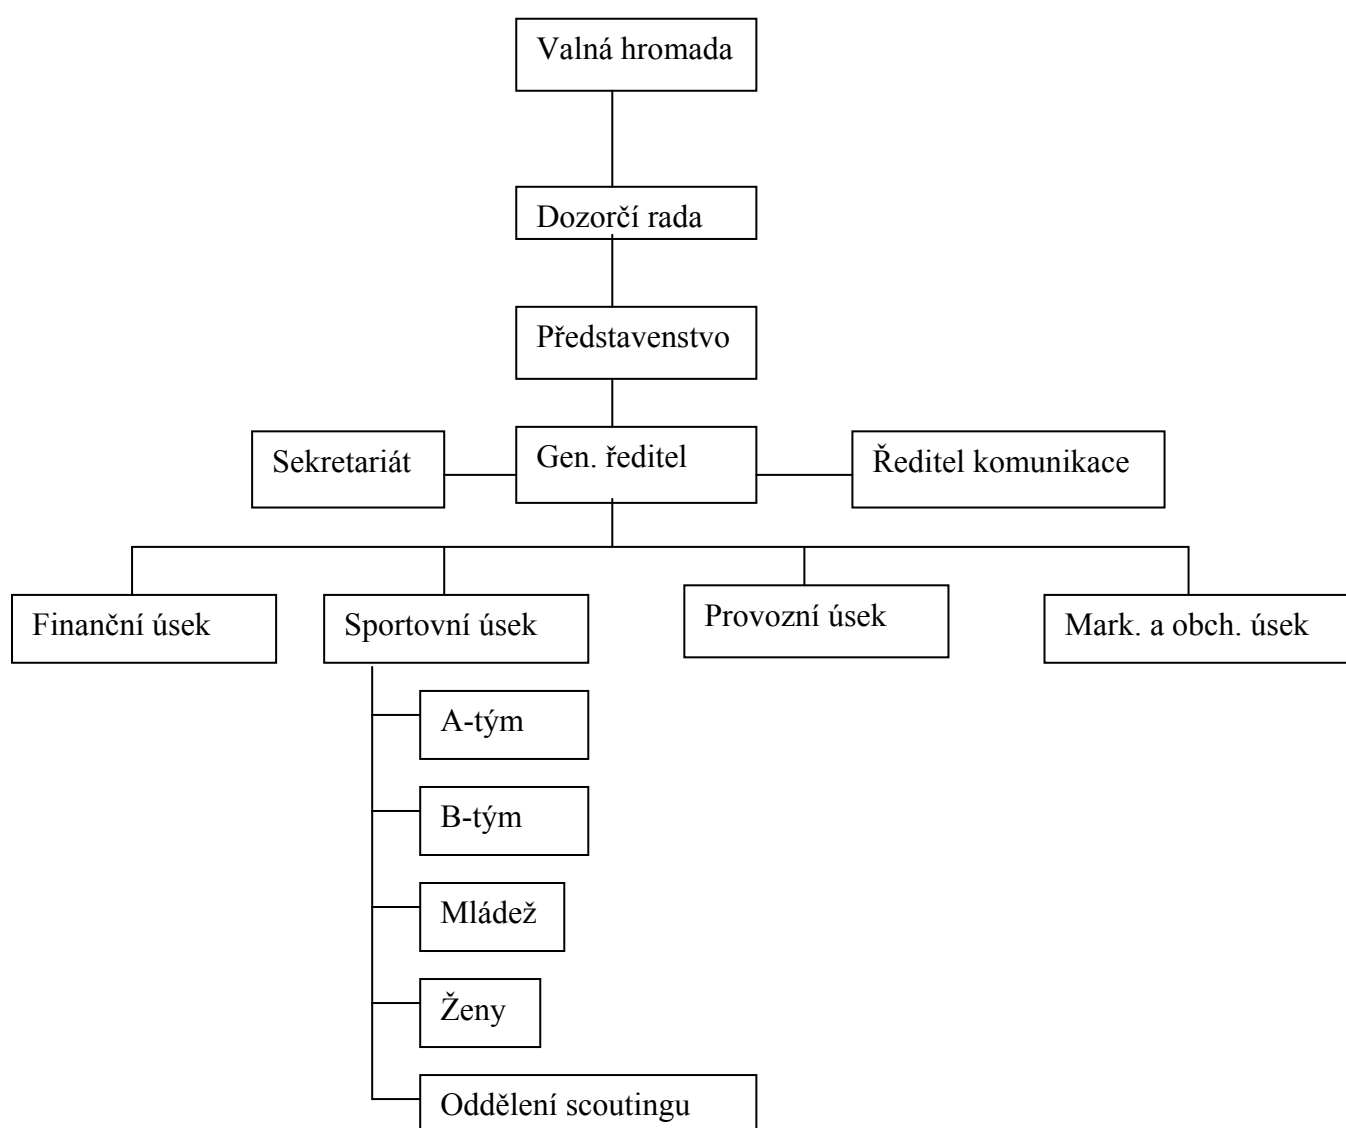 Valná hromada
Dozorčí rada
Představenstvo
Sekretariát
Gen. ředitel
Ředitel komunikace
Finanční úsek
Sportovní úsek
Provozní úsek
Mark. a obch. úsek
A-tým
B-tým
Mládež
Ženy
Oddělení scoutingu